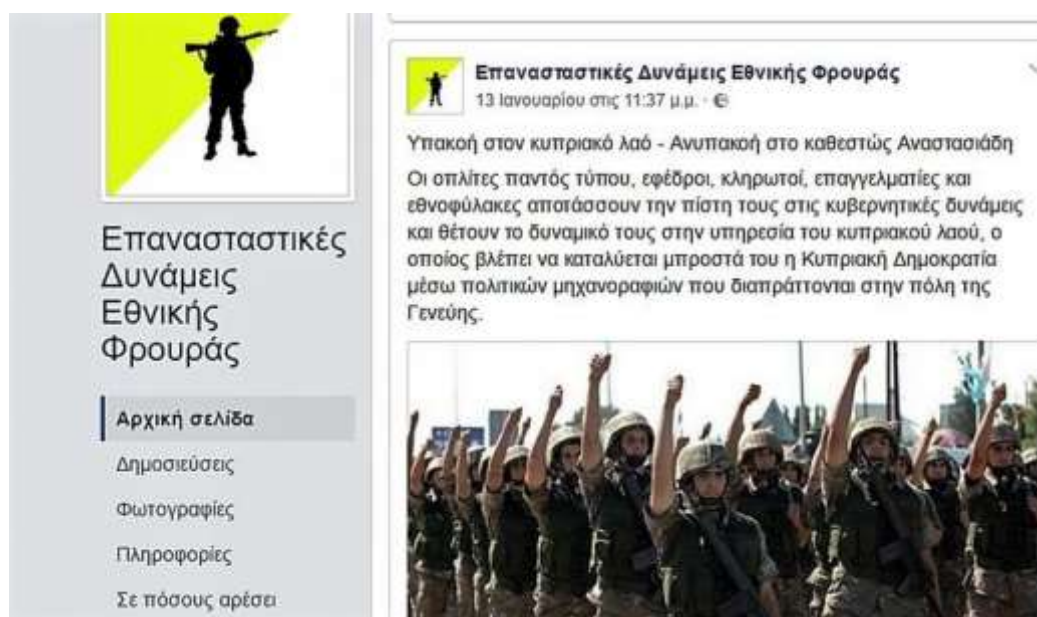 Επαναστατικές
Δυνάμεις
Εθνικής
Φρουράς
Αρχική σελίδα
Δημοσιεύσεις
Φωτογραφίες
Πληροφορίες
Σε πόσους αρέσει
Επαναστατικές Δυνάμεις Εθνικής Φρουράς
13 Ιανουαρίου στις 11:37 μ.μ. ·
Υπακοή στον κυπριακό λαό - Ανυπακοή στο καθεστώς Αναστασιάδη
Οι οπλίτες παντός τύπου, εφέδροι, κληρωτοί, επαγγελματίες και
εθνοφύλακες αποτάσσουν την πίστη τους στις κυβερνητικές δυνάμεις
και θέτουν το δυναμικό τους στην υπηρεσία του κυπριακού λαού, ο
οποίος βλέπει να καταλύεται μπροστά του η Κυπριακή Δημοκρατία
μέσω πολιτικών μηχανοραφιών που διαπράττονται στην πόλη της
Γενεύης.